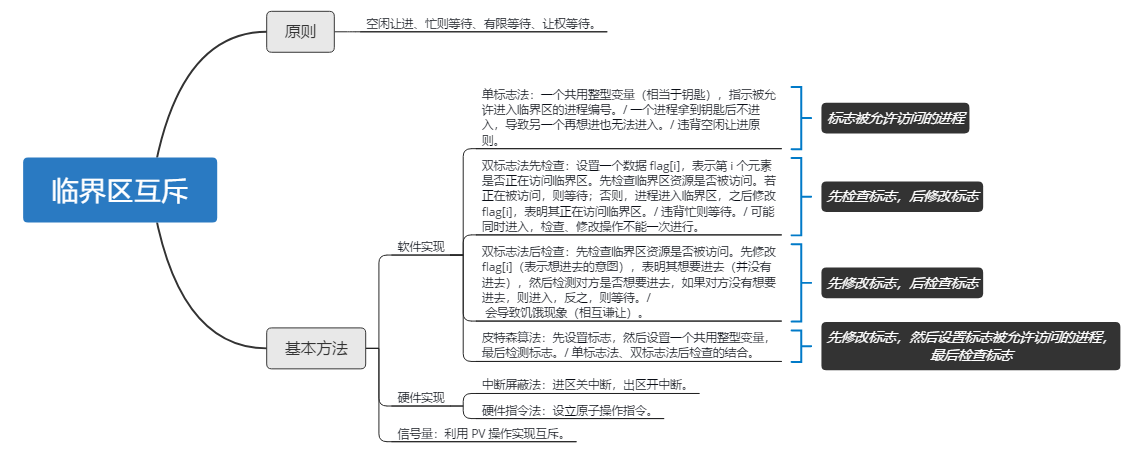 临界区互斥
原则
空闲让进、忙则等待、有限等待、让权等待。
基本方法
软件实现
单标志法：一个共用整型变量（相当于钥匙），指示被允
许进入临界区的进程编号。/ 一个进程拿到钥匙后不进
入，导致另一个再想进也无法进入。/ 违背空闲让进原
则。
标志被允许访问的进程
双标志法先检查：设置一个数据 flag[i]，表示第 i 个元素
是否正在访问临界区。先检查临界区资源是否被访问。若
正在被访问，则等待；否则，进程进入临界区，之后修改
flag[i]，表明其正在访问临界区。/ 违背忙则等待。/ 可能
同时进入，检查、修改操作不能一次进行。
先检查标志，后修改标志
双标志法后检查：先检查临界区资源是否被访问。先修改
flag[i]（表示想进去的意图），表明其想要进去（并没有
进去），然后检测对方是否想要进去，如果对方没有想要
进去，则进入，反之，则等待。/
会导致饥饿现象（相互谦让）。
先修改标志，后检查标志
皮特森算法：先设置标志，然后设置一个共用整型变量，
最后检测标志。/ 单标志法、双标志法后检查的结合。
先修改标志，然后设置标志被允许访问的进程，
最后检查标志
硬件实现
中断屏蔽法：进区关中断，出区开中断。
硬件指令法：设立原子操作指令。
信号量：利用 PV 操作实现互斥。